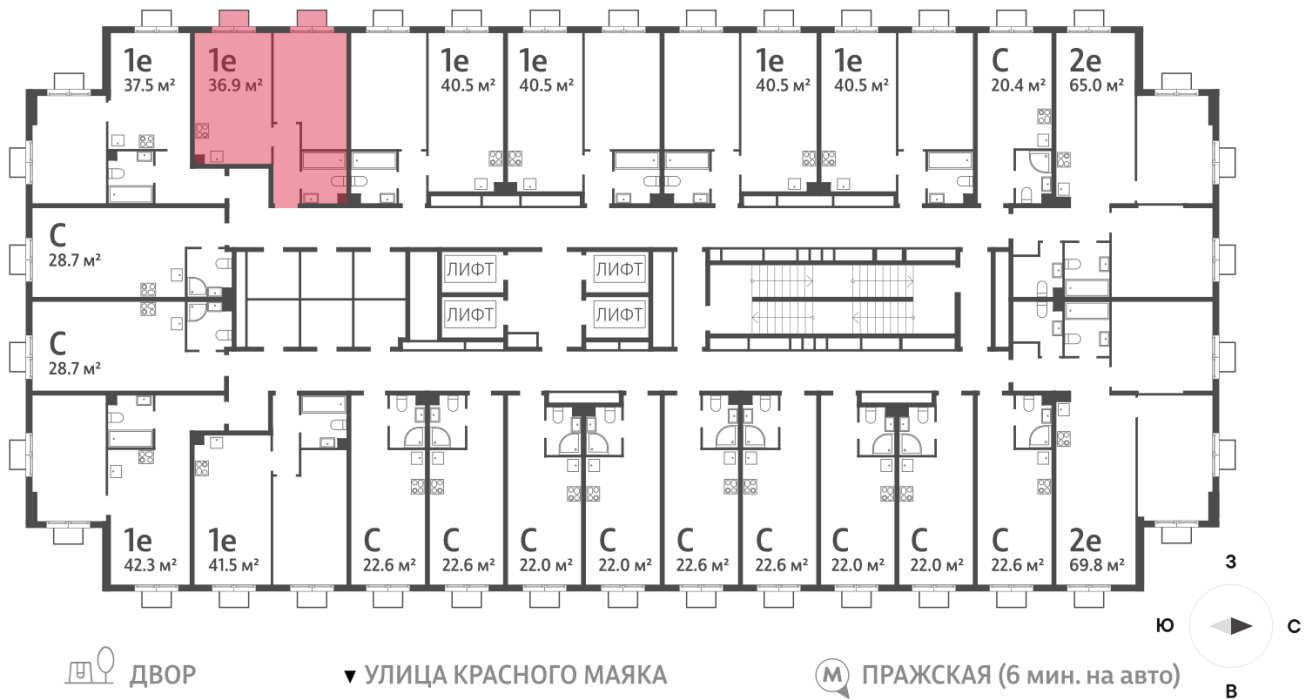 1е
37.5 м²
1е
36.9 м²
1е
40.5 м²
1е
40.5 м²
1е
40.5 м²
1е
40.5 м²
С
20.4 м²
2е
65.0 м²
С
28.7 м²
ЛИФТ
ЛИФТ
ЛИФТ
ЛИФТ
С
28.7 м²
1е
42.3 м²
1е
41.5 м²
С
22.6 м²
С
22.6 м²
С
22.0 м²
С
22.0 м²
С
22.6 м²
С
22.6 м²
С
22.0 м²
С
22.0 м²
С
22.6 м²
2е
69.8 м²
З
Ю
С
В
ДВОР
УЛИЦА КРАСНОГО МАЯКА
М ПРАЖСКАЯ (6 мин. на авто)